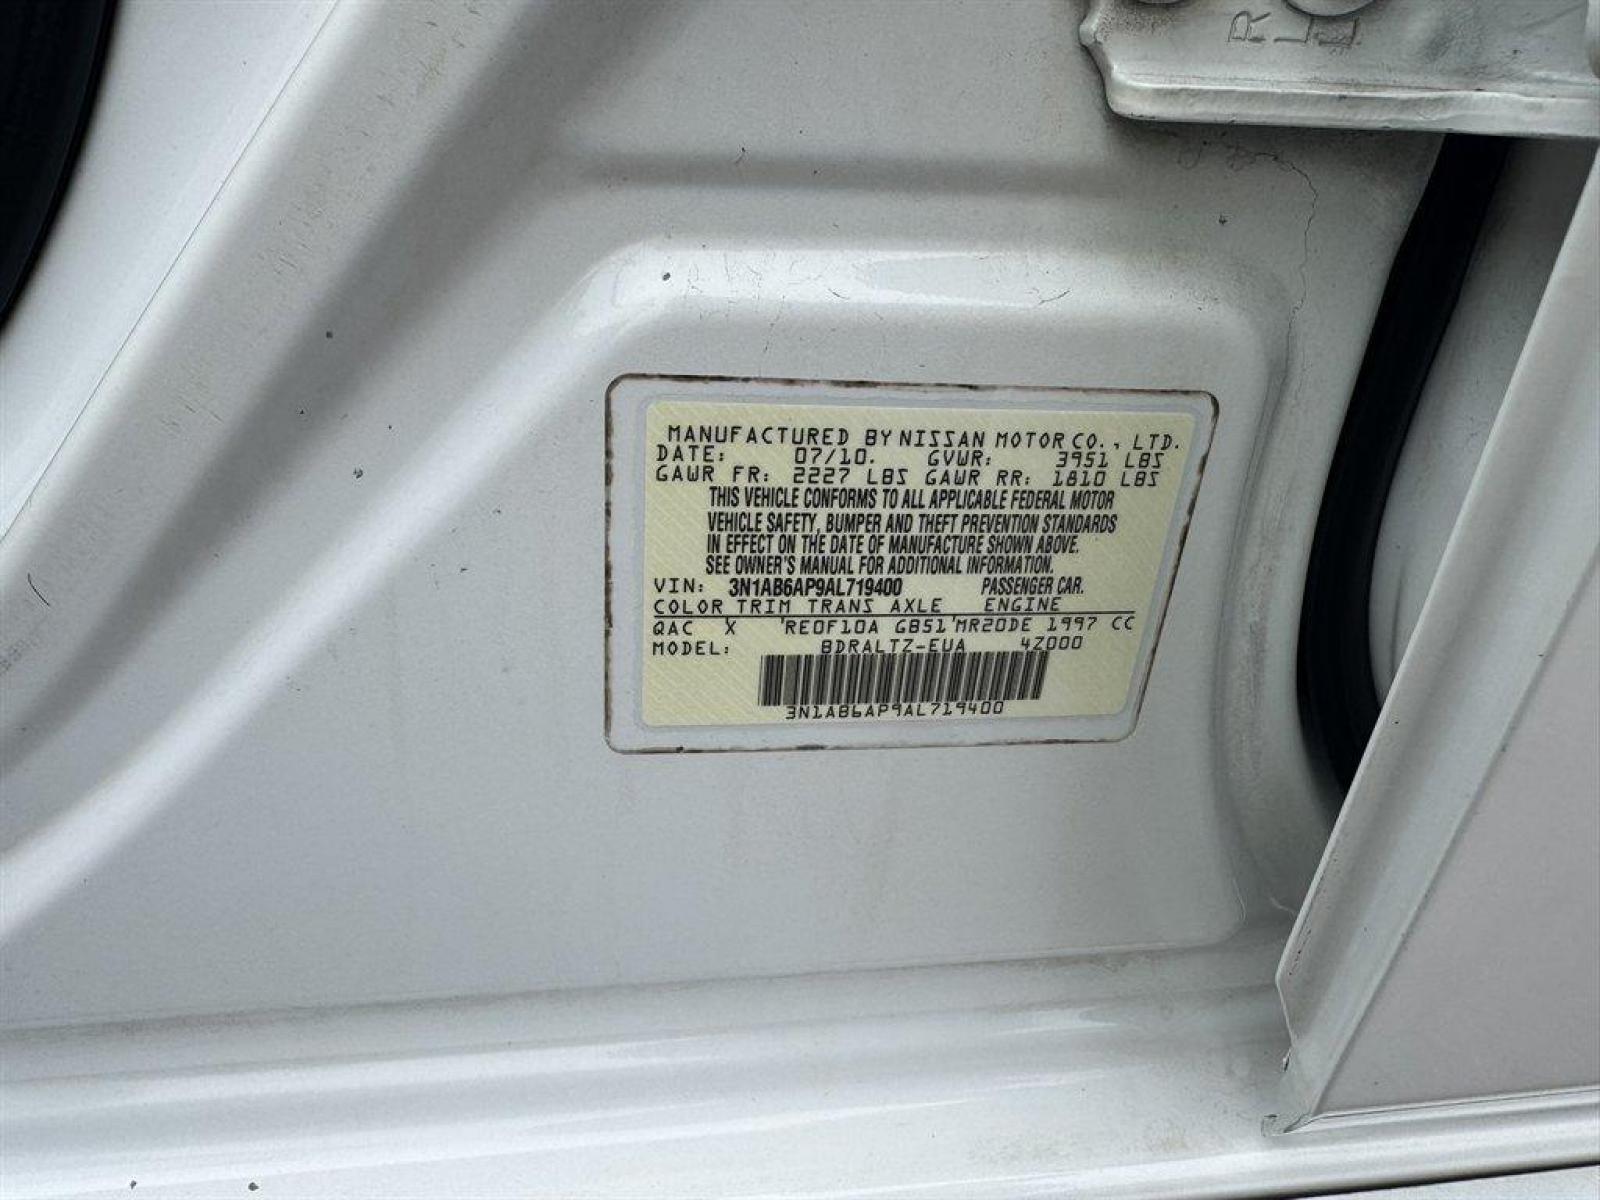 R
L
MANUFACTURED BY NISSAN MOTOR CO., LTD.
DATE: 07/10. GVWR: 3951 LBS
GAWR FR: 2227 LBS GAWR RR: 1810 LBS
THIS VEHICLE CONFORMS TO ALL APPLICABLE FEDERAL MOTOR
VEHICLE SAFETY, BUMPER AND THEFT PREVENTION STANDARDS
IN EFFECT ON THE DATE OF MANUFACTURE SHOWN ABOVE.
SEE OWNER'S MANUAL FOR ADDITIONAL INFORMATION.
VIN: 3N1AB6AP9AL719400 PASSENGER CAR.
COLOR TRIM TRANS AXLE ENGINE
QAC X 'RE0F10A GB51'MR20DE 1997 CC
MODEL: BDRALTZ-EUA 4Z000
3N1AB6AP9AL719400